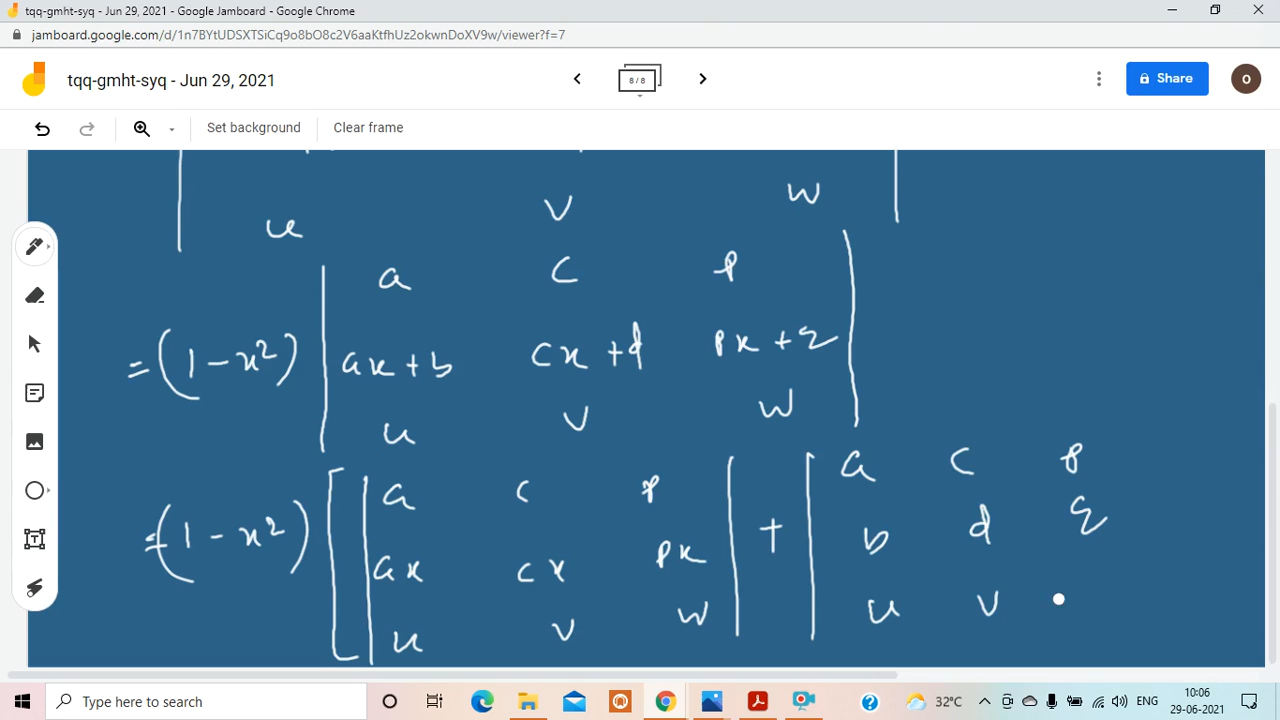 tqq-gmht-syq - Jun 29, 2021 - Google Jamboard - Google Chrome
jamboard.google.com/d/1n7BYtUDSXTSiCq9o8bO8c2V6aaKtfhUz2okwnDoXV9w/viewer?f=7
tqq-gmht-syq - Jun 29, 2021
8 / 8
Share
O
Set background
Clear frame
u v w
a c p
= (1 - x²) ax + b cx + d px + q
u v w
a c p
= (1 - x²) [ ax cx px + b d q
u v w
a c p
u v
Type here to search
32°C
ENG
10:06
29-06-2021